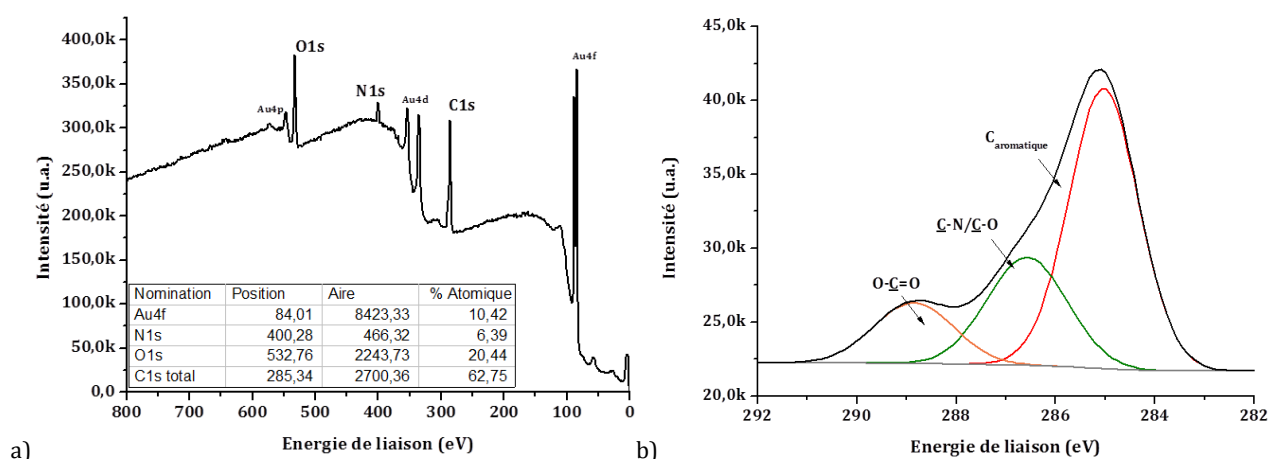 400,0k
350,0k
300,0k
250,0k
200,0k
150,0k
100,0k
50,0k
0,0
Intensité (u.a.)
O1s
Au4p
N1s
Au4d
C1s
Au4f
Nomination Position Aire % Atomique
Au4f 84,01 8423,33 10,42
N1s 400,28 466,32 6,39
O1s 532,76 2243,73 20,44
C1s total 285,34 2700,36 62,75
800 700 600 500 400 300 200 100 0
Energie de liaison (eV)
a)
45,0k
40,0k
35,0k
30,0k
25,0k
20,0k
Intensité (u.a.)
C aromatique
C-N/C-O
O-C=O
292 290 288 286 284 282
Energie de liaison (eV)
b)